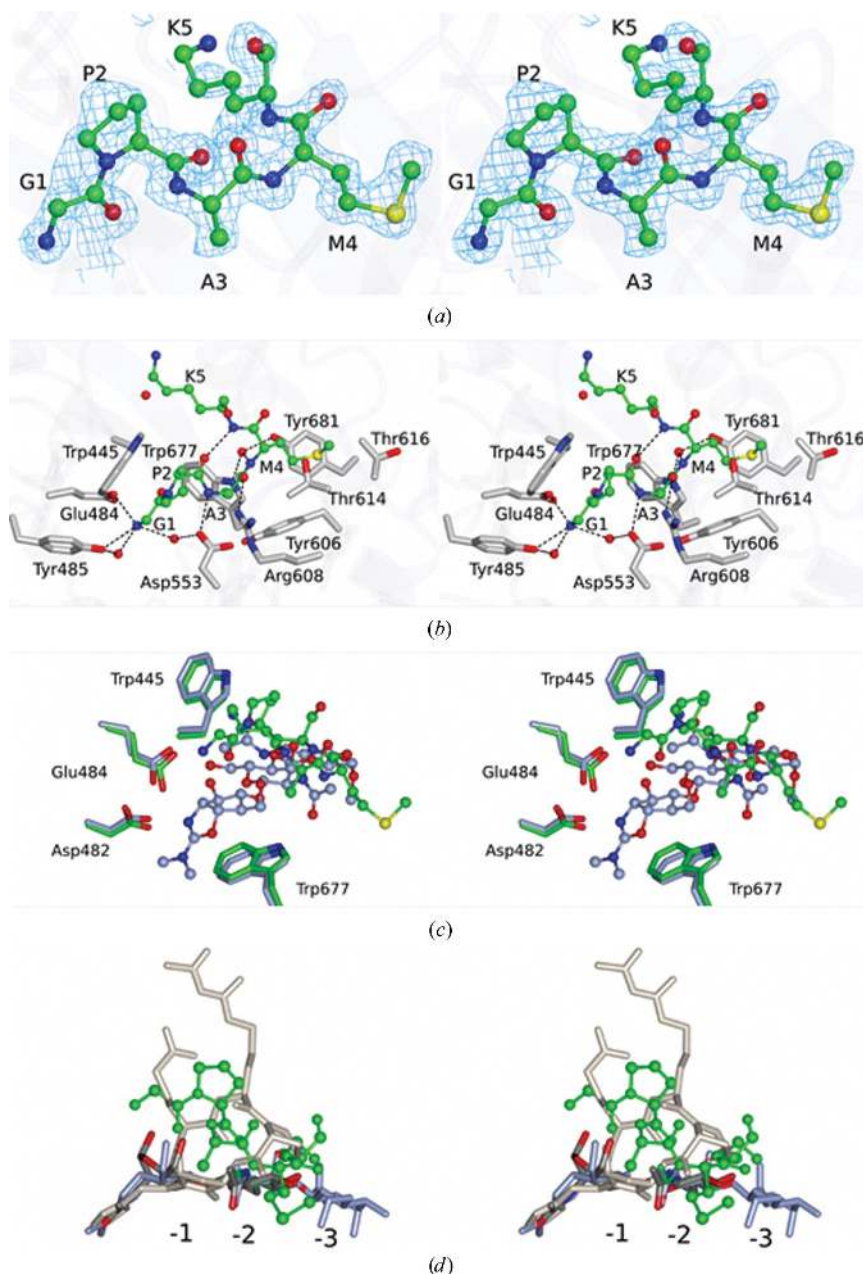 K5 K5
P2 P2
G1 G1
M4 M4
A3 A3
(a)
K5 K5
Tyr681 Tyr681
Trp445 Trp677 Thr616 Trp445 Trp677 Thr616
P2 M4 P2 M4
Glu484 Thr614 Glu484 Thr614
A3 A3
G1 G1
Tyr606 Tyr606
Tyr485 Asp553 Arg608 Tyr485 Asp553 Arg608
(b)
Trp445 Trp445
Glu484 Glu484
Asp482 Asp482
Trp677 Trp677
(c)
-1 -2 -3 -1 -2 -3
(d)